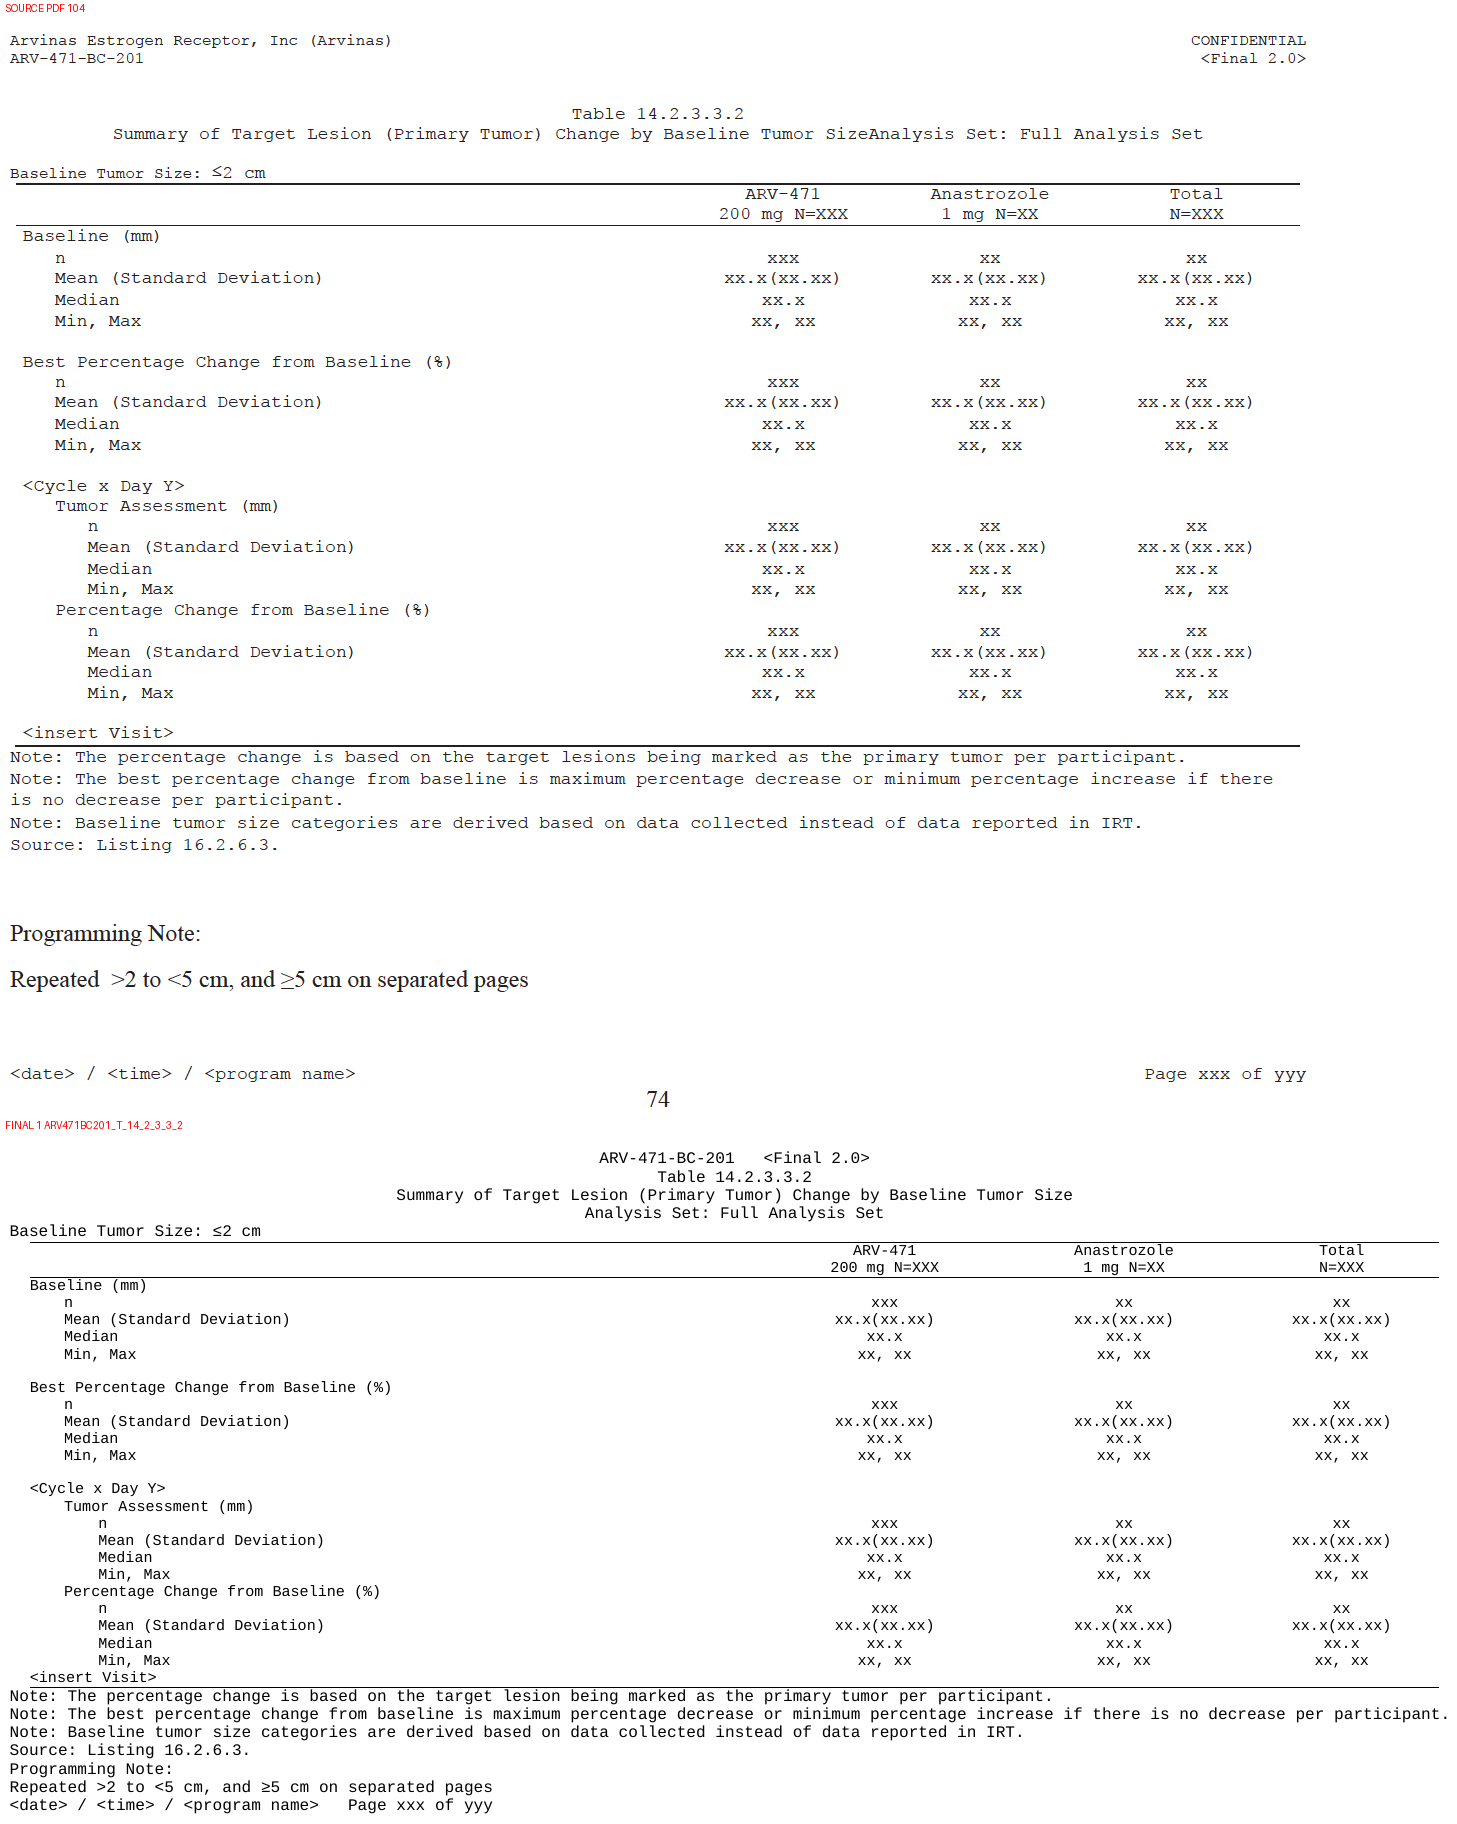 SOURCE PDF 104
Arvinas Estrogen Receptor, Inc (Arvinas) CONFIDENTIAL
ARV-471-BC-201 <Final 2.0>
Table 14.2.3.3.2
Summary of Target Lesion (Primary Tumor) Change by Baseline Tumor SizeAnalysis Set: Full Analysis Set
Baseline Tumor Size: ≤2 cm
ARV-471 Anastrozole Total
200 mg N=XXX 1 mg N=XX N=XXX
Baseline (mm)
n xxx xx xx
Mean (Standard Deviation) xx.x(xx.xx) xx.x(xx.xx) xx.x(xx.xx)
Median xx.x xx.x xx.x
Min, Max xx, xx xx, xx xx, xx
Best Percentage Change from Baseline (%)
n xxx xx xx
Mean (Standard Deviation) xx.x(xx.xx) xx.x(xx.xx) xx.x(xx.xx)
Median xx.x xx.x xx.x
Min, Max xx, xx xx, xx xx, xx
<Cycle x Day Y>
Tumor Assessment (mm)
n xxx xx xx
Mean (Standard Deviation) xx.x(xx.xx) xx.x(xx.xx) xx.x(xx.xx)
Median xx.x xx.x xx.x
Min, Max xx, xx xx, xx xx, xx
Percentage Change from Baseline (%)
n xxx xx xx
Mean (Standard Deviation) xx.x(xx.xx) xx.x(xx.xx) xx.x(xx.xx)
Median xx.x xx.x xx.x
Min, Max xx, xx xx, xx xx, xx
<insert Visit>
Note: The percentage change is based on the target lesions being marked as the primary tumor per participant.
Note: The best percentage change from baseline is maximum percentage decrease or minimum percentage increase if there
is no decrease per participant.
Note: Baseline tumor size categories are derived based on data collected instead of data reported in IRT.
Source: Listing 16.2.6.3.
Programming Note:
Repeated >2 to <5 cm, and ≥5 cm on separated pages
<date> / <time> / <program name> Page xxx of yyy
74
FINAL 1 ARV471BC201_T_14_2_3_3_2
ARV-471-BC-201 <Final 2.0>
Table 14.2.3.3.2
Summary of Target Lesion (Primary Tumor) Change by Baseline Tumor Size
Analysis Set: Full Analysis Set
Baseline Tumor Size: ≤2 cm
ARV-471 Anastrozole Total
200 mg N=XXX 1 mg N=XX N=XXX
Baseline (mm)
n xxx xx xx
Mean (Standard Deviation) xx.x(xx.xx) xx.x(xx.xx) xx.x(xx.xx)
Median xx.x xx.x xx.x
Min, Max xx, xx xx, xx xx, xx
Best Percentage Change from Baseline (%)
n xxx xx xx
Mean (Standard Deviation) xx.x(xx.xx) xx.x(xx.xx) xx.x(xx.xx)
Median xx.x xx.x xx.x
Min, Max xx, xx xx, xx xx, xx
<Cycle x Day Y>
Tumor Assessment (mm)
n xxx xx xx
Mean (Standard Deviation) xx.x(xx.xx) xx.x(xx.xx) xx.x(xx.xx)
Median xx.x xx.x xx.x
Min, Max xx, xx xx, xx xx, xx
Percentage Change from Baseline (%)
n xxx xx xx
Mean (Standard Deviation) xx.x(xx.xx) xx.x(xx.xx) xx.x(xx.xx)
Median xx.x xx.x xx.x
Min, Max xx, xx xx, xx xx, xx
<insert Visit>
Note: The percentage change is based on the target lesion being marked as the primary tumor per participant.
Note: The best percentage change from baseline is maximum percentage decrease or minimum percentage increase if there is no decrease per participant.
Note: Baseline tumor size categories are derived based on data collected instead of data reported in IRT.
Source: Listing 16.2.6.3.
Programming Note:
Repeated >2 to <5 cm, and ≥5 cm on separated pages
<date> / <time> / <program name> Page xxx of yyy